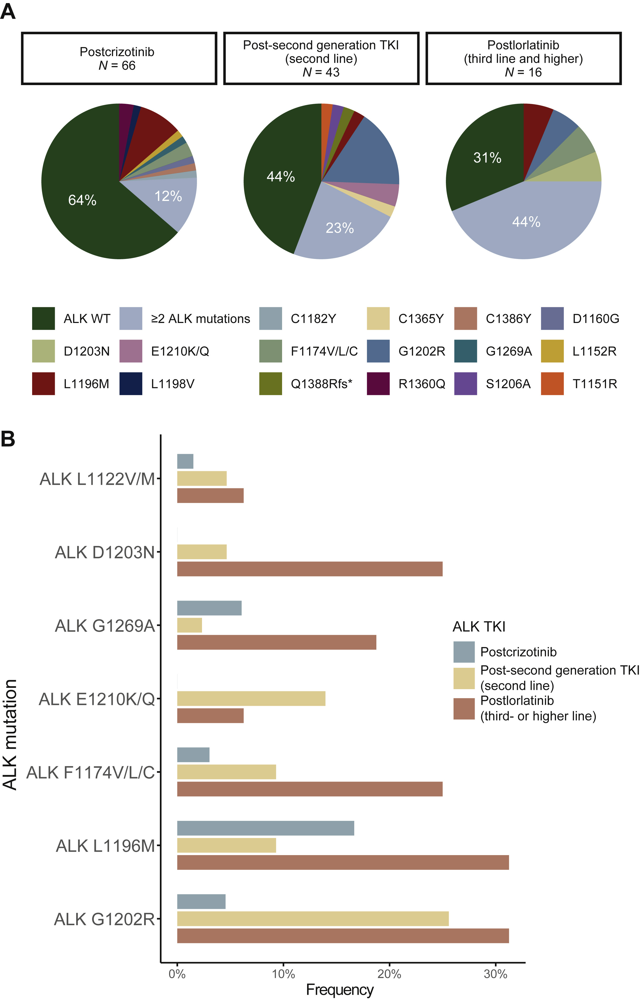 A
Postcrizotinib
N = 66
Post-second generation TKI
(second line)
N = 43
Postlorlatinib
(third line and higher)
N = 16
64%
12%
44%
23%
31%
44%
ALK WT
≥2 ALK mutations
C1182Y
C1365Y
C1386Y
D1160G
D1203N
E1210K/Q
F1174V/L/C
G1202R
G1269A
L1152R
L1196M
L1198V
Q1388Rfs*
R1360Q
S1206A
T1151R
B
ALK mutation
ALK L1122V/M
ALK D1203N
ALK G1269A
ALK E1210K/Q
ALK F1174V/L/C
ALK L1196M
ALK G1202R
0%
10%
20%
30%
Frequency
ALK TKI
Postcrizotinib
Post-second generation TKI
(second line)
Postlorlatinib
(third- or higher line)